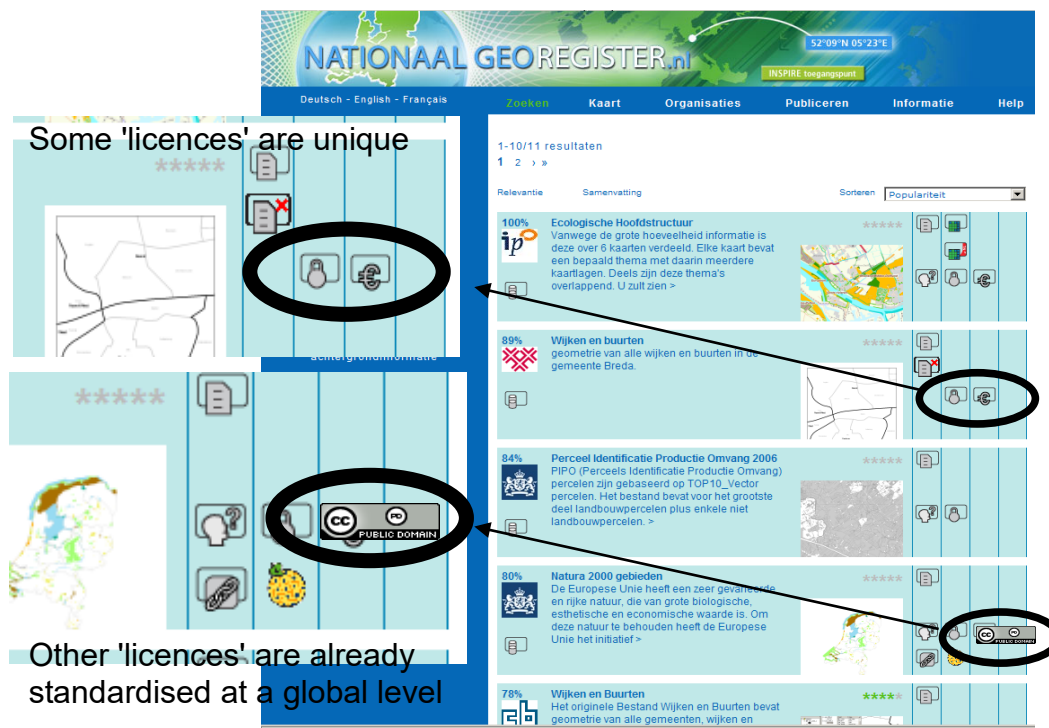 NATIONAAL GEOREGISTER.nl
52°09'N 05°23'E
INSPIRE toegangspunt
Deutsch - English - Français
Zoeken Kaart Organisaties Publiceren Informatie Help
Some 'licences' are unique
*****
achtergrondinformatie
*****
CC PD
PUBLIC DOMAIN
Other 'licences' are already
standardised at a global level
1-10/11 resultaten
1 2 › »
Relevantie Samenvatting Sorteren Populariteit
100% Ecologische Hoofdstructuur *****
ip
Vanwege de grote hoeveelheid informatie is
deze over 6 kaarten verdeeld. Elke kaart bevat
een bepaald thema met daarin meerdere
kaartlagen. Deels zijn deze thema's
overlappend. U zult zien >
89% Wijken en buurten *****
geometrie van alle wijken en buurten in de
gemeente Breda.
84% Perceel Identificatie Productie Omvang 2006 *****
PIPO (Perceels Identificatie Productie Omvang)
percelen zijn gebaseerd op TOP10_Vector
percelen. Het bestand bevat voor het grootste
deel landbouwpercelen plus enkele niet
landbouwpercelen. >
80% Natura 2000 gebieden *****
De Europese Unie heeft een zeer gevarieerde
en rijke natuur, die van grote biologische,
esthetische en economische waarde is. Om
deze natuur te behouden heeft de Europese
Unie het initiatief >
CC PD
PUBLIC DOMAIN
78% Wijken en Buurten *****
Het originele Bestand Wijken en Buurten bevat
geometrie van alle gemeenten, wijken en